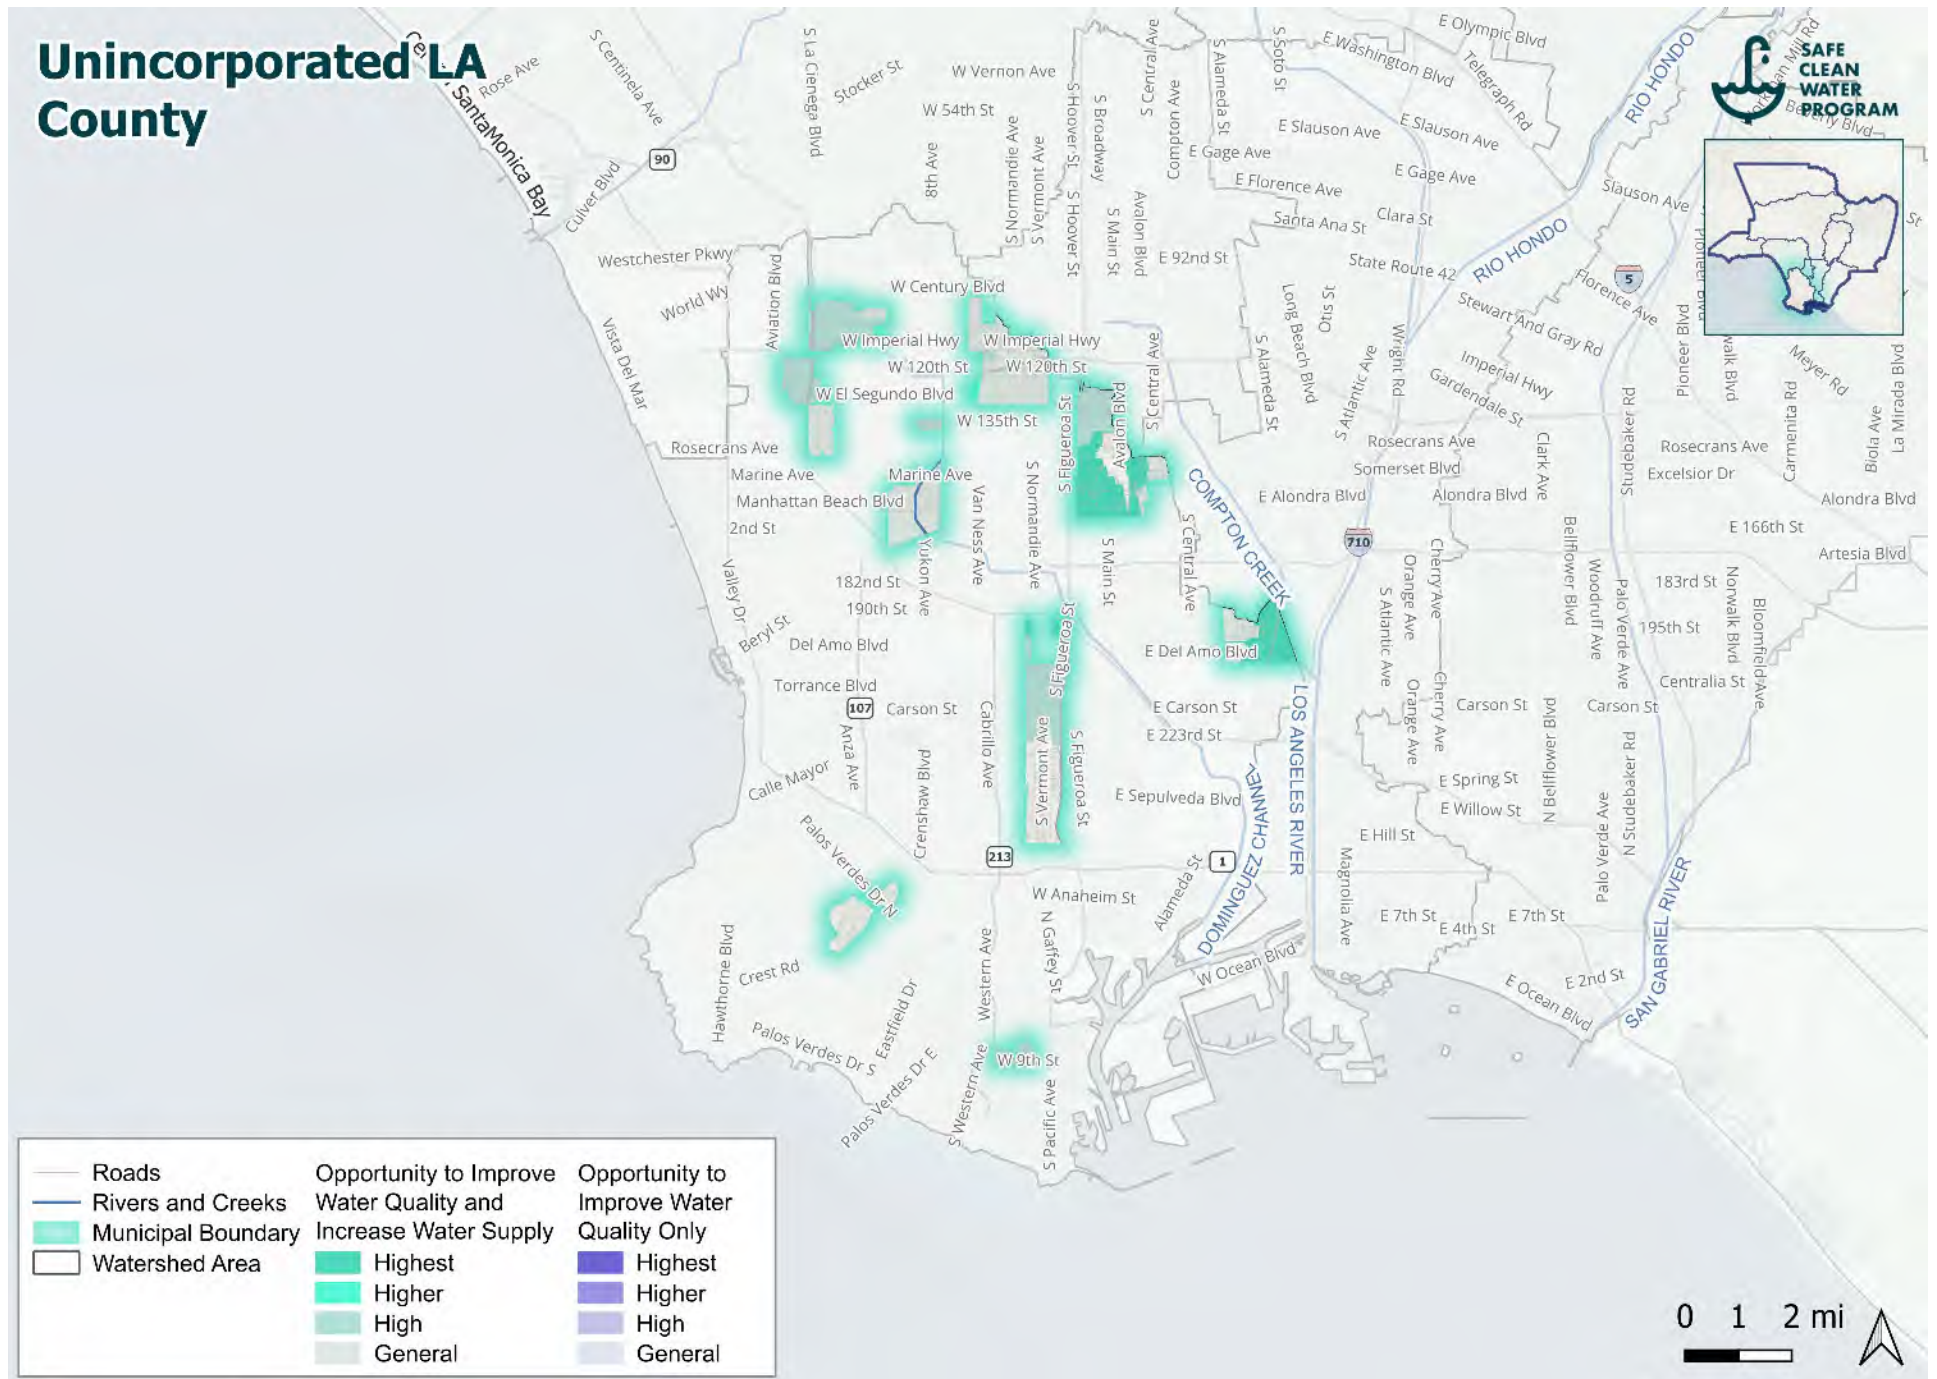 Unincorporated LA
County
SAFE
CLEAN
WATER
PROGRAM
Santa Monica Bay
Rose Ave
S Centinela Ave
S La Cienega Blvd
Stocker St
W Vernon Ave
W 54th St
8th Ave
S Normandie Ave
S Vermont Ave
S Hoover St
S Hoover St
S Broadway
S Main St
S Central Ave
Compton Ave
Avalon Blvd
S Alameda St
S Soto St
E Washington Blvd
E Olympic Blvd
Telegraph Rd
E Slauson Ave
E Slauson Ave
E Gage Ave
E Gage Ave
E Florence Ave
Santa Ana St
Clara St
RIO HONDO
RIO HONDO
Beverly Blvd
Slauson Ave
90
Culver Blvd
Westchester Pkwy
World Wy
Aviation Blvd
Vista Del Mar
E 92nd St
State Route 42
5
Florence Ave
Stewart And Gray Rd
Imperial Hwy
Gardendale St
Long Beach Blvd
Otis St
Wright Rd
S Atlantic Ave
S Alameda St
S Central Ave
W Century Blvd
W Imperial Hwy
W Imperial Hwy
W 120th St
W 120th St
W El Segundo Blvd
W 135th St
S Figueroa St
Avalon Blvd
Pioneer Blvd
Meyer Rd
La Mirada Blvd
Biola Ave
Carmenita Rd
Studebaker Rd
Clark Ave
Rosecrans Ave
Rosecrans Ave
Rosecrans Ave
Marine Ave
Marine Ave
Manhattan Beach Blvd
2nd St
Somerset Blvd
Excelsior Dr
E Alondra Blvd
Alondra Blvd
Alondra Blvd
E 166th St
Artesia Blvd
COMPTON CREEK
710
Van Ness Ave
S Normandie Ave
Yukon Ave
S Main St
S Central Ave
182nd St
190th St
Valley Dr
Beryl St
Del Amo Blvd
E Del Amo Blvd
Torrance Blvd
107
Carson St
E Carson St
Carson St
Carson St
E 223rd St
S Figueroa St
S Figueroa St
S Vermont Ave
Cabrillo Ave
Crenshaw Blvd
Anza Ave
Calle Mayor
S Atlantic Ave
Orange Ave
Orange Ave
Cherry Ave
Cherry Ave
Bellflower Blvd
Woodruff Ave
Palo Verde Ave
183rd St
195th St
Norwalk Blvd
Bloomfield Ave
Centralia St
E Sepulveda Blvd
LOS ANGELES RIVER
DOMINGUEZ CHANNEL
E Spring St
E Willow St
E Hill St
N Bellflower Blvd
N Studebaker Rd
Palo Verde Ave
SAN GABRIEL RIVER
Palos Verdes Dr N
213
1
W Anaheim St
Alameda St
Magnolia Ave
E 7th St
E 4th St
E 7th St
E 2nd St
E Ocean Blvd
W Ocean Blvd
Hawthorne Blvd
Crest Rd
Palos Verdes Dr S
Eastfield Dr
Palos Verdes Dr E
Western Ave
N Gaffey St
S Western Ave
W 9th St
S Pacific Ave
Roads
Rivers and Creeks
Municipal Boundary
Watershed Area
Opportunity to Improve
Water Quality and
Increase Water Supply
Highest
Higher
High
General
Opportunity to
Improve Water
Quality Only
Highest
Higher
High
General
0 1 2 mi